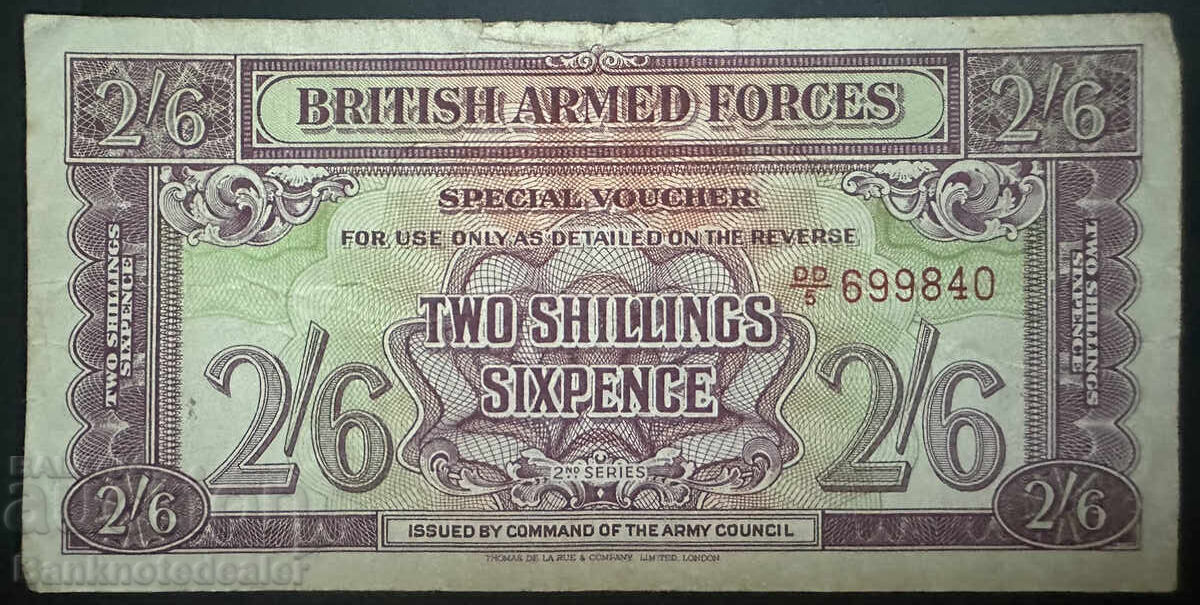 2/6
BRITISH ARMED FORCES
2/6
SPECIAL VOUCHER
FOR USE ONLY AS DETAILED ON THE REVERSE
DD/5 699840
TWO SHILLINGS
SIXPENCE
TWO SHILLINGS
SIXPENCE
TWO SHILLINGS
SIXPENCE
2/6
2/6
2ND SERIES
2/6
2/6
ISSUED BY COMMAND OF THE ARMY COUNCIL
THOMAS DE LA RUE & COMPANY, LIMITED, LONDON.
Banknotedealer